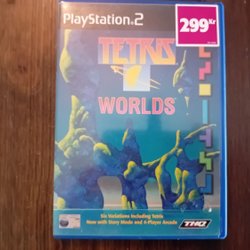 PlayStation 2
299 Kr
TETRIS
WORLDS
Six Variations Including Tetris
Now with Story Mode and 4-Player Arcade
THQ